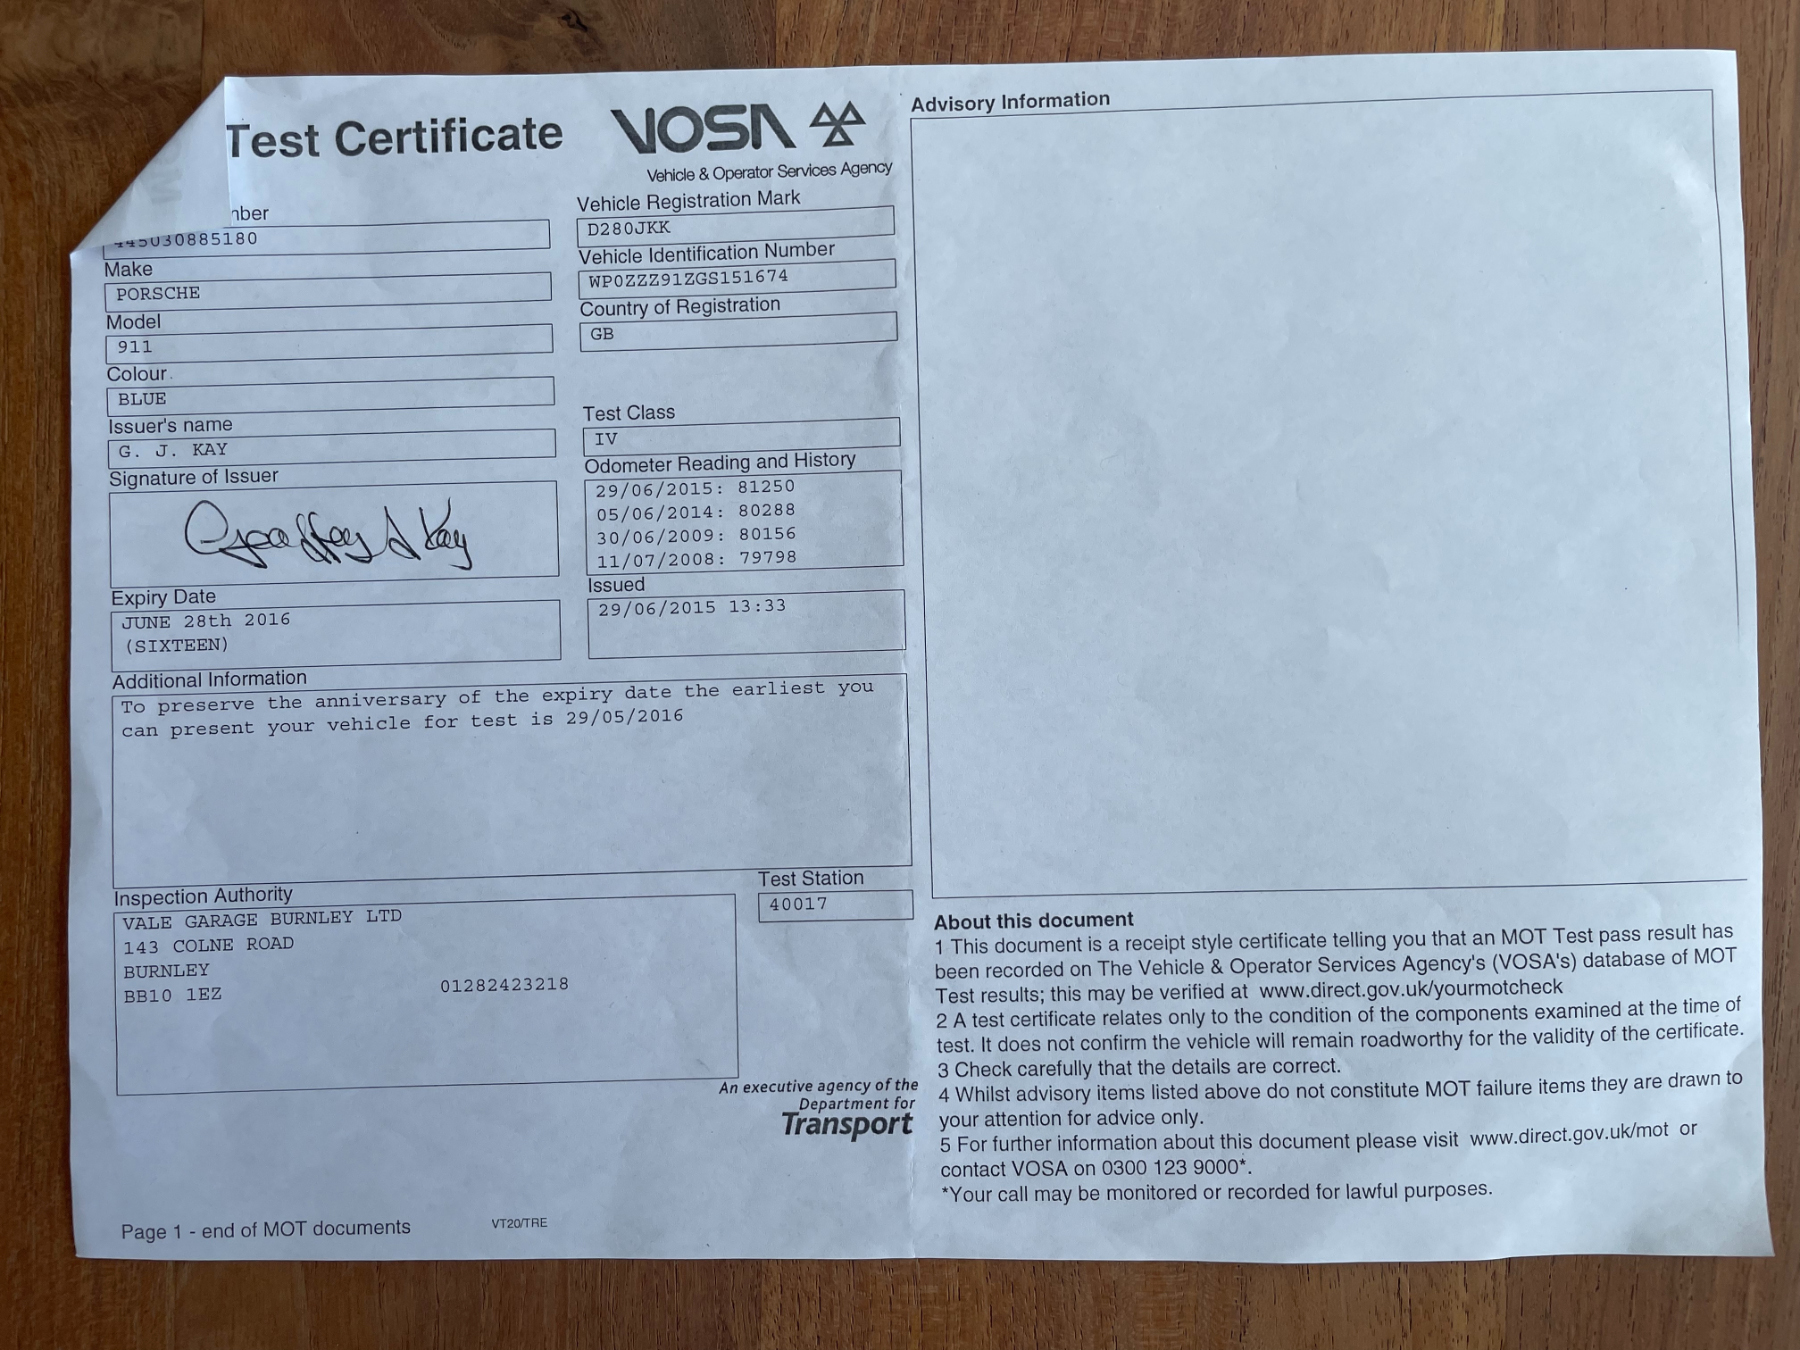 Test Certificate
VOSA
Vehicle & Operator Services Agency
445030885180
Make
PORSCHE
Model
911
Colour
BLUE
Issuer's name
G. J. KAY
Signature of Issuer
Geoffrey J Kay
Expiry Date
JUNE 28th 2016
(SIXTEEN)
Vehicle Registration Mark
D280JKK
Vehicle Identification Number
WP0ZZZ91ZGS151674
Country of Registration
GB
Test Class
IV
Odometer Reading and History
29/06/2015: 81250
05/06/2014: 80288
30/06/2009: 80156
11/07/2008: 79798
Issued
29/06/2015 13:33
Additional Information
To preserve the anniversary of the expiry date the earliest you
can present your vehicle for test is 29/05/2016
Inspection Authority
VALE GARAGE BURNLEY LTD
143 COLNE ROAD
BURNLEY
BB10 1EZ 01282423218
Test Station
40017
An executive agency of the
Department for
Transport
Page 1 - end of MOT documents VT20/TRE
Advisory Information
About this document
1 This document is a receipt style certificate telling you that an MOT Test pass result has
been recorded on The Vehicle & Operator Services Agency's (VOSA's) database of MOT
Test results; this may be verified at www.direct.gov.uk/yourmotcheck
2 A test certificate relates only to the condition of the components examined at the time of
test. It does not confirm the vehicle will remain roadworthy for the validity of the certificate.
3 Check carefully that the details are correct.
4 Whilst advisory items listed above do not constitute MOT failure items they are drawn to
your attention for advice only.
5 For further information about this document please visit www.direct.gov.uk/mot or
contact VOSA on 0300 123 9000*.
*Your call may be monitored or recorded for lawful purposes.